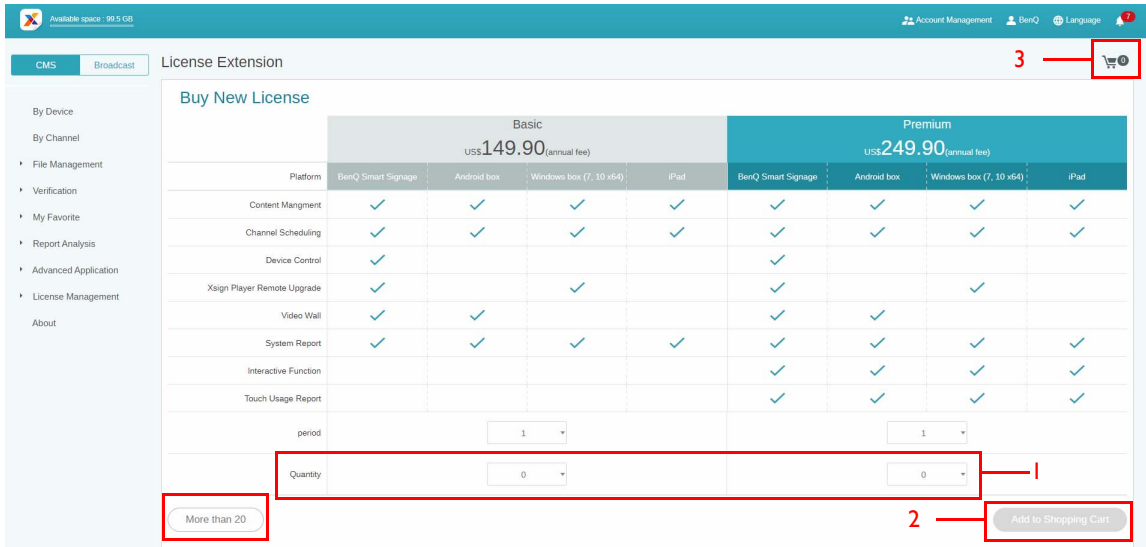 Available space : 99.5 GB
Account Management
BenQ
Language
7
CMS
Broadcast
License Extension
3
0
By Device
By Channel
File Management
Verification
My Favorite
Report Analysis
Advanced Application
License Management
About
Buy New License
Basic
US$149.90(annual fee)
Premium
US$249.90(annual fee)
Platform BenQ Smart Signage Android box Windows box (7, 10 x64) iPad BenQ Smart Signage Android box Windows box (7, 10 x64) iPad
Content Mangment
Channel Scheduling
Device Control
Xsign Player Remote Upgrade
Video Wall
System Report
Interactive Function
Touch Usage Report
period 1 1
Quantity 0 0
1
More than 20
2
Add to Shopping Cart